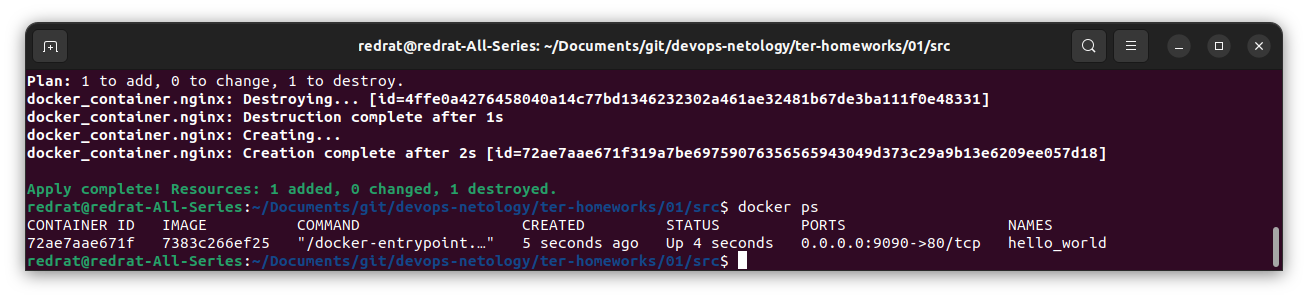 redrat@redrat-All-Series: ~/Documents/git/devops-netology/ter-homeworks/01/src
Plan: 1 to add, 0 to change, 1 to destroy.
docker_container.nginx: Destroying... [id=4ffe0a4276458040a14c77bd1346232302a461ae32481b67de3ba111f0e48331]
docker_container.nginx: Destruction complete after 1s
docker_container.nginx: Creating...
docker_container.nginx: Creation complete after 2s [id=72ae7aae671f319a7be69759076356565943049d373c29a9b13e6209ee057d18]
Apply complete! Resources: 1 added, 0 changed, 1 destroyed.
redrat@redrat-All-Series:~/Documents/git/devops-netology/ter-homeworks/01/src$ docker ps
CONTAINER ID   IMAGE          COMMAND                  CREATED         STATUS         PORTS                  NAMES
72ae7aae671f   7383c266ef25   "/docker-entrypoint.…"   5 seconds ago   Up 4 seconds   0.0.0.0:9090->80/tcp   hello_world
redrat@redrat-All-Series:~/Documents/git/devops-netology/ter-homeworks/01/src$